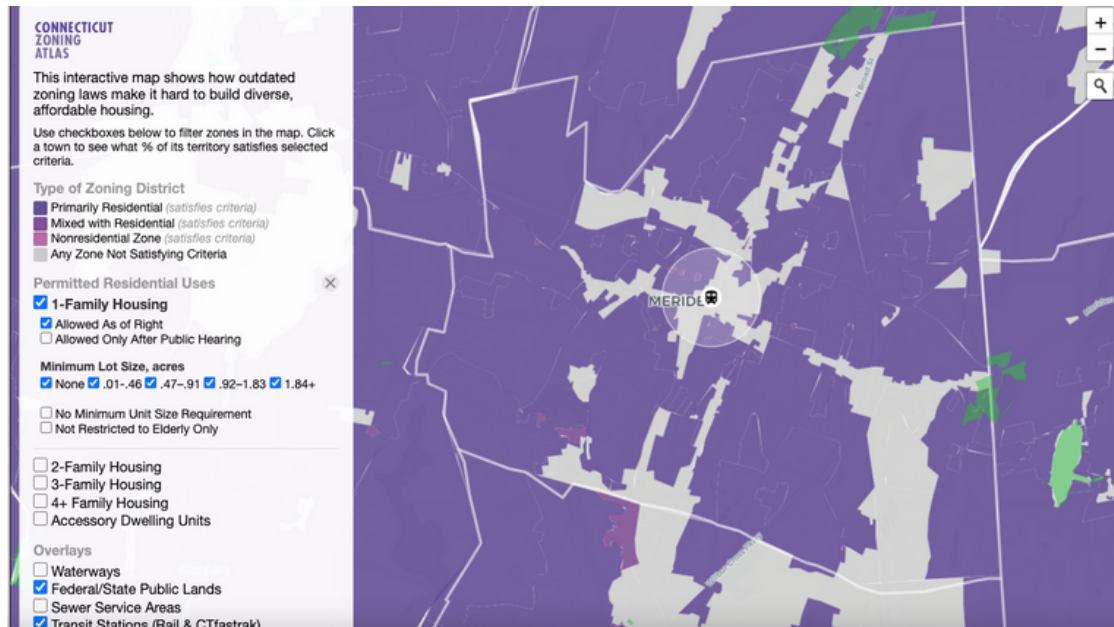 CONNECTICUT
ZONING
ATLAS
This interactive map shows how outdated
zoning laws make it hard to build diverse,
affordable housing.
Use checkboxes below to filter zones in the map. Click
a town to see what % of its territory satisfies selected
criteria.
Type of Zoning District
Primarily Residential (satisfies criteria)
Mixed with Residential (satisfies criteria)
Nonresidential Zone (satisfies criteria)
Any Zone Not Satisfying Criteria
Permitted Residential Uses
1-Family Housing
Allowed As of Right
Allowed Only After Public Hearing
Minimum Lot Size, acres
None .01-.46 .47–.91 .92–1.83 1.84+
No Minimum Unit Size Requirement
Not Restricted to Elderly Only
2-Family Housing
3-Family Housing
4+ Family Housing
Accessory Dwelling Units
Overlays
Waterways
Federal/State Public Lands
Sewer Service Areas
Transit Stations (Rail & CTfastrak)
N Broad St
MERIDE
+
−